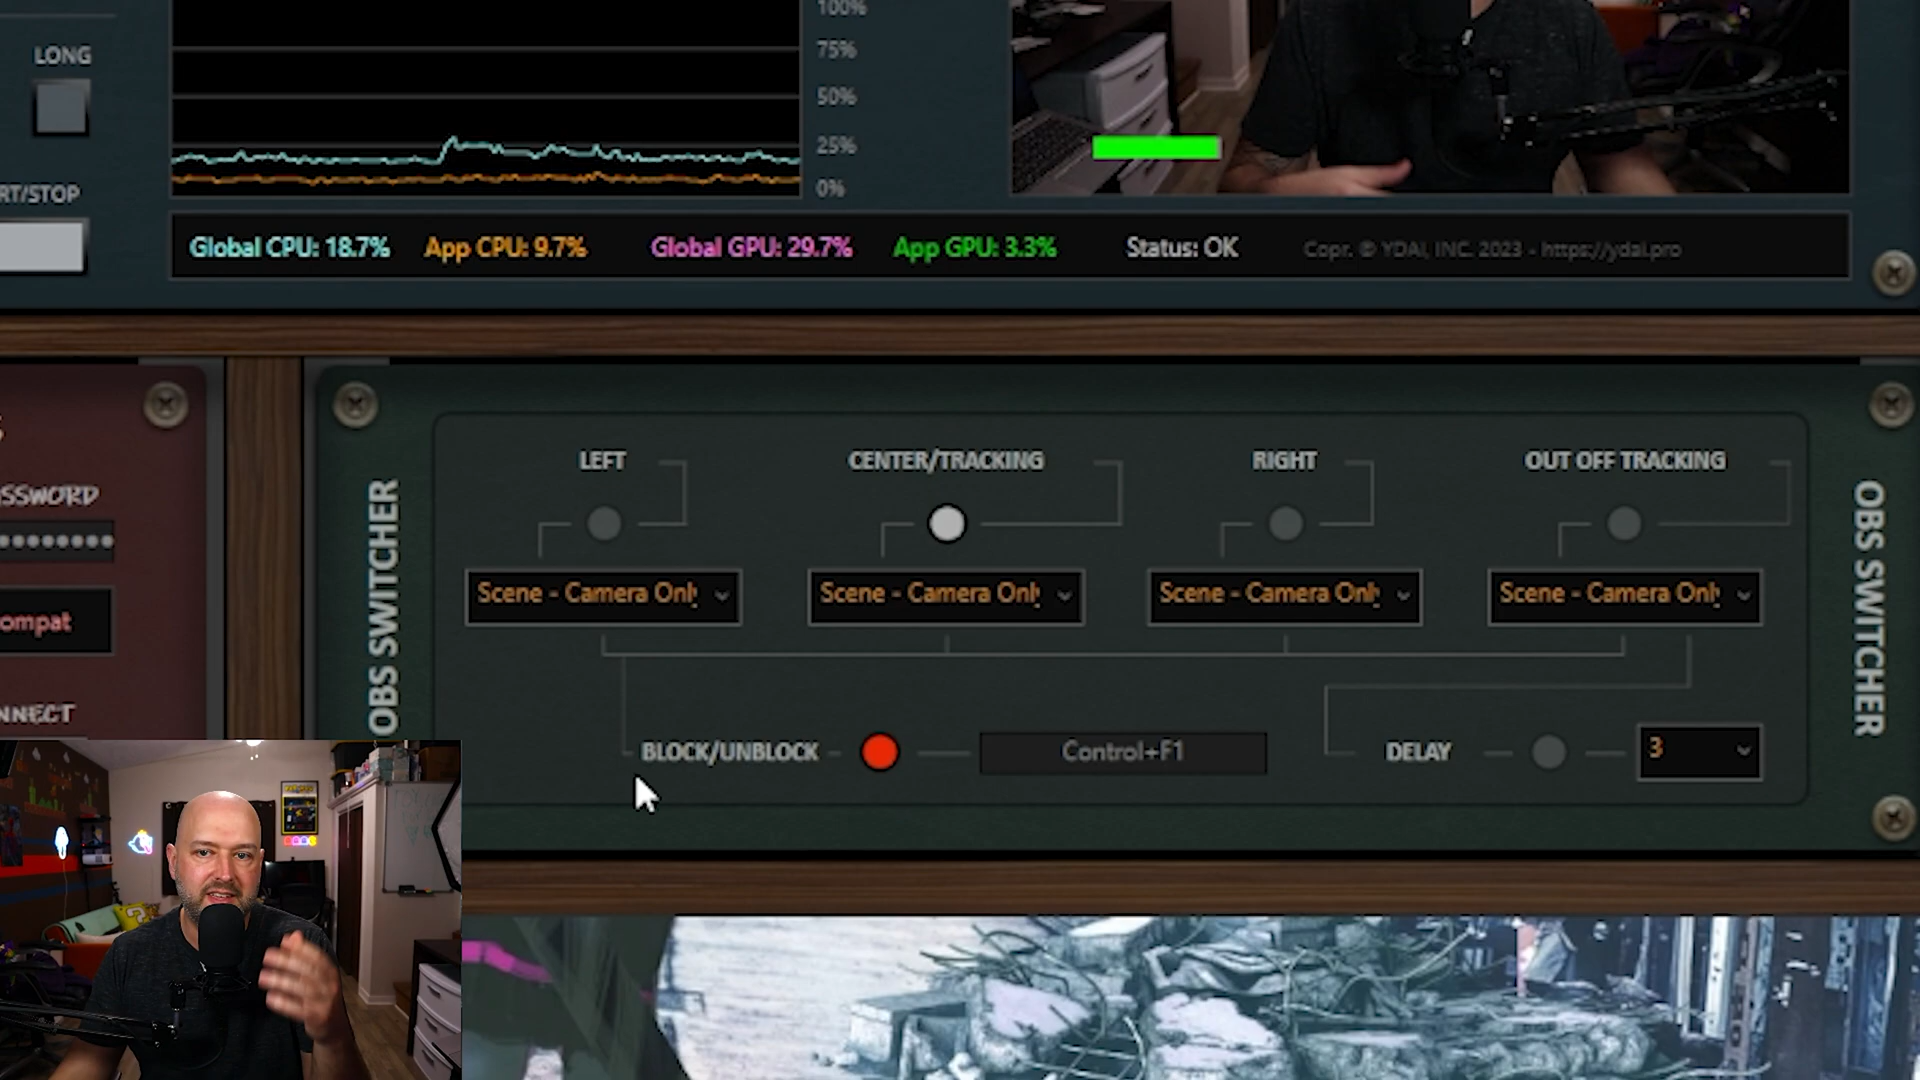 100%
LONG
75%
50%
25%
RT/STOP
0%
Global CPU: 18.7% App CPU: 9.7% Global GPU: 29.7% App GPU: 3.3% Status: OK Copr. © YDAI, INC. 2023 - https://ydai.pro
LEFT CENTER/TRACKING RIGHT OUT OFF TRACKING
SSWORD
OBS SWITCHER
OBS SWITCHER
Scene - Camera Onl Scene - Camera Onl Scene - Camera Onl Scene - Camera Onl
ompat
NNECT
BLOCK/UNBLOCK Control+F1 DELAY 3